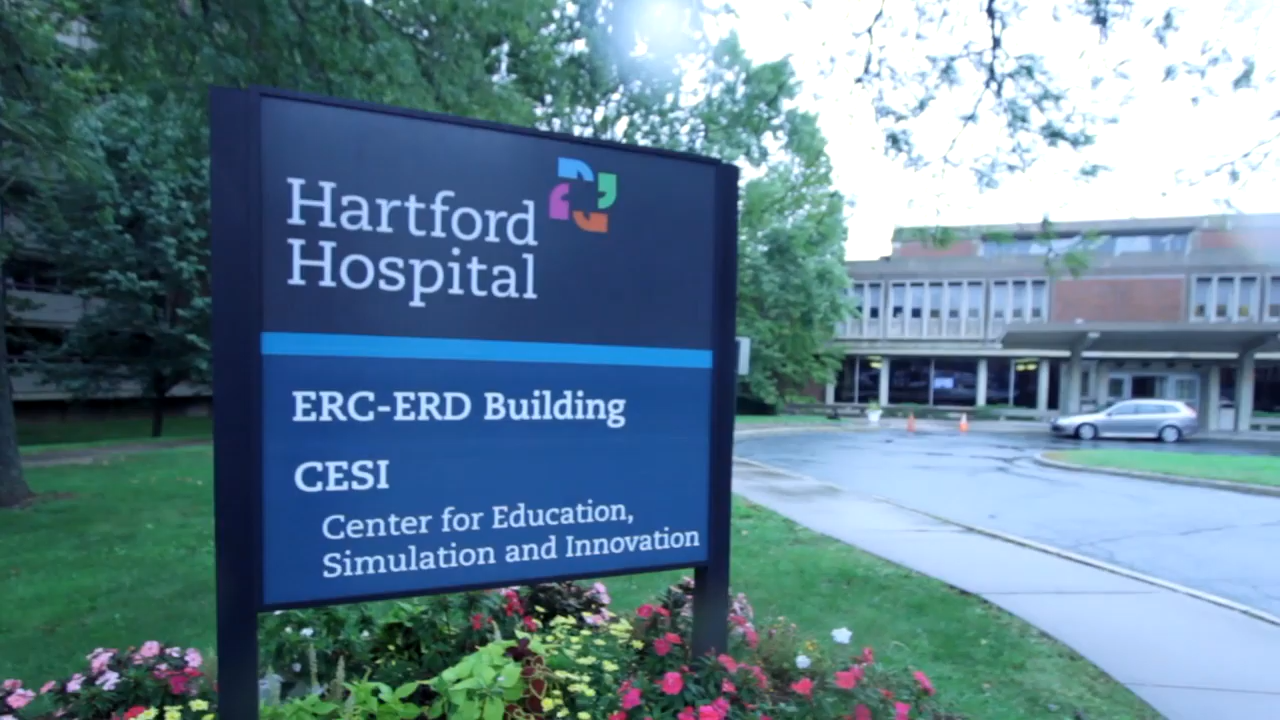 Hartford
Hospital
ERC-ERD Building
CESI
Center for Education,
Simulation and Innovation